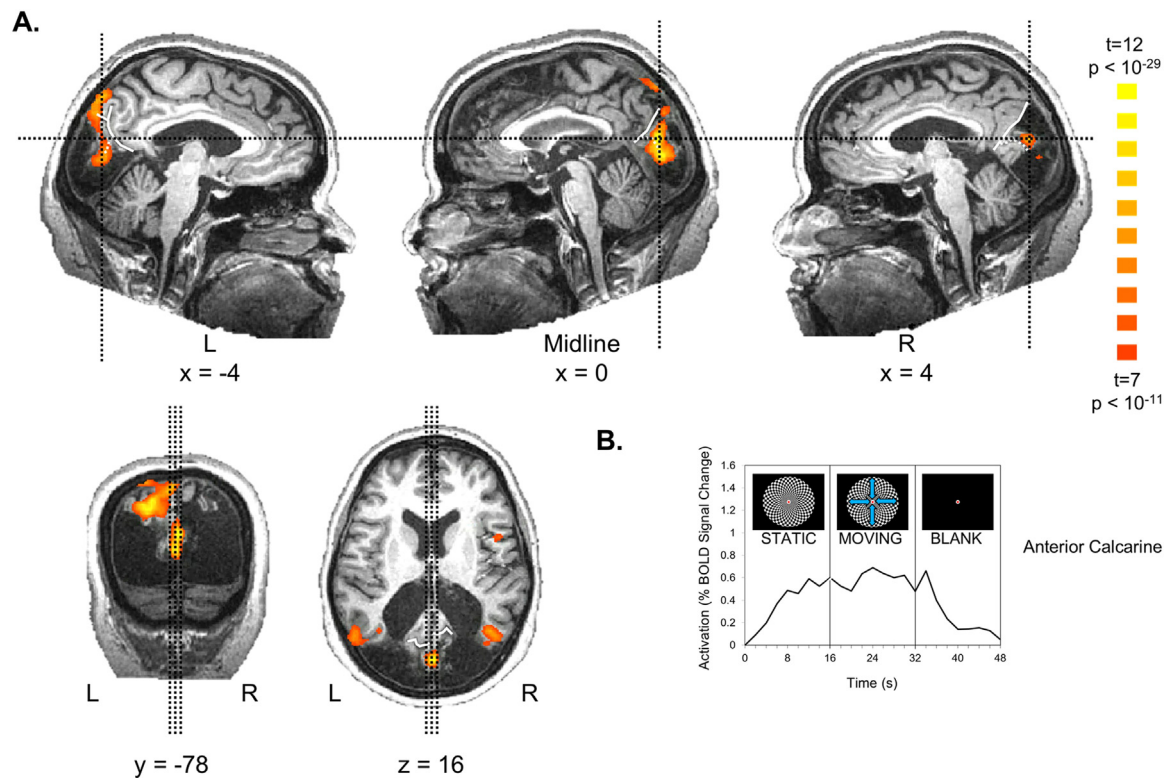 A.
t=12
p < 10-29
L
x = -4
Midline
x = 0
R
x = 4
t=7
p < 10-11
L
R
y = -78
L
R
z = 16
B.
Activation (% BOLD Signal Change)
1.6
1.4
1.2
1
0.8
0.6
0.4
0.2
0
STATIC
MOVING
BLANK
0
8
16
24
32
40
48
Time (s)
Anterior Calcarine